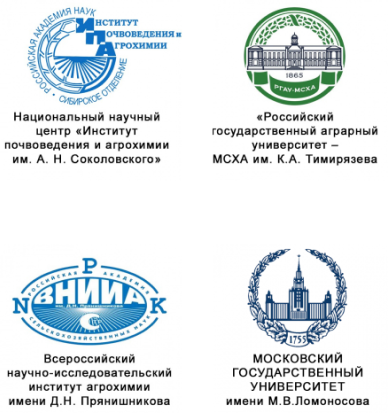 РОССИЙСКАЯ АКАДЕМИЯ НАУК
ИНСТИТУТ
ПОЧВОВЕДЕНИЯ и
АГРОХИМИИ
СИБИРСКОЕ ОТДЕЛЕНИЕ
Национальный научный
центр «Институт
почвоведения и агрохимии
им. А. Н. Соколовского»
1865
РГАУ-МСХА
«Российский
государственный аграрный
университет –
МСХА им. К.А. Тимирязева
N P K
РОССИЙСКАЯ АКАДЕМИЯ
ВНИИА
им. Д.Н. Прянишникова
СЕЛЬСКОХОЗЯЙСТВЕННЫХ НАУК
Всероссийский
научно-исследовательский
институт агрохимии
имени Д.Н. Прянишникова
1755
МОСКОВСКИЙ
ГОСУДАРСТВЕННЫЙ
УНИВЕРСИТЕТ
имени М.В.Ломоносова